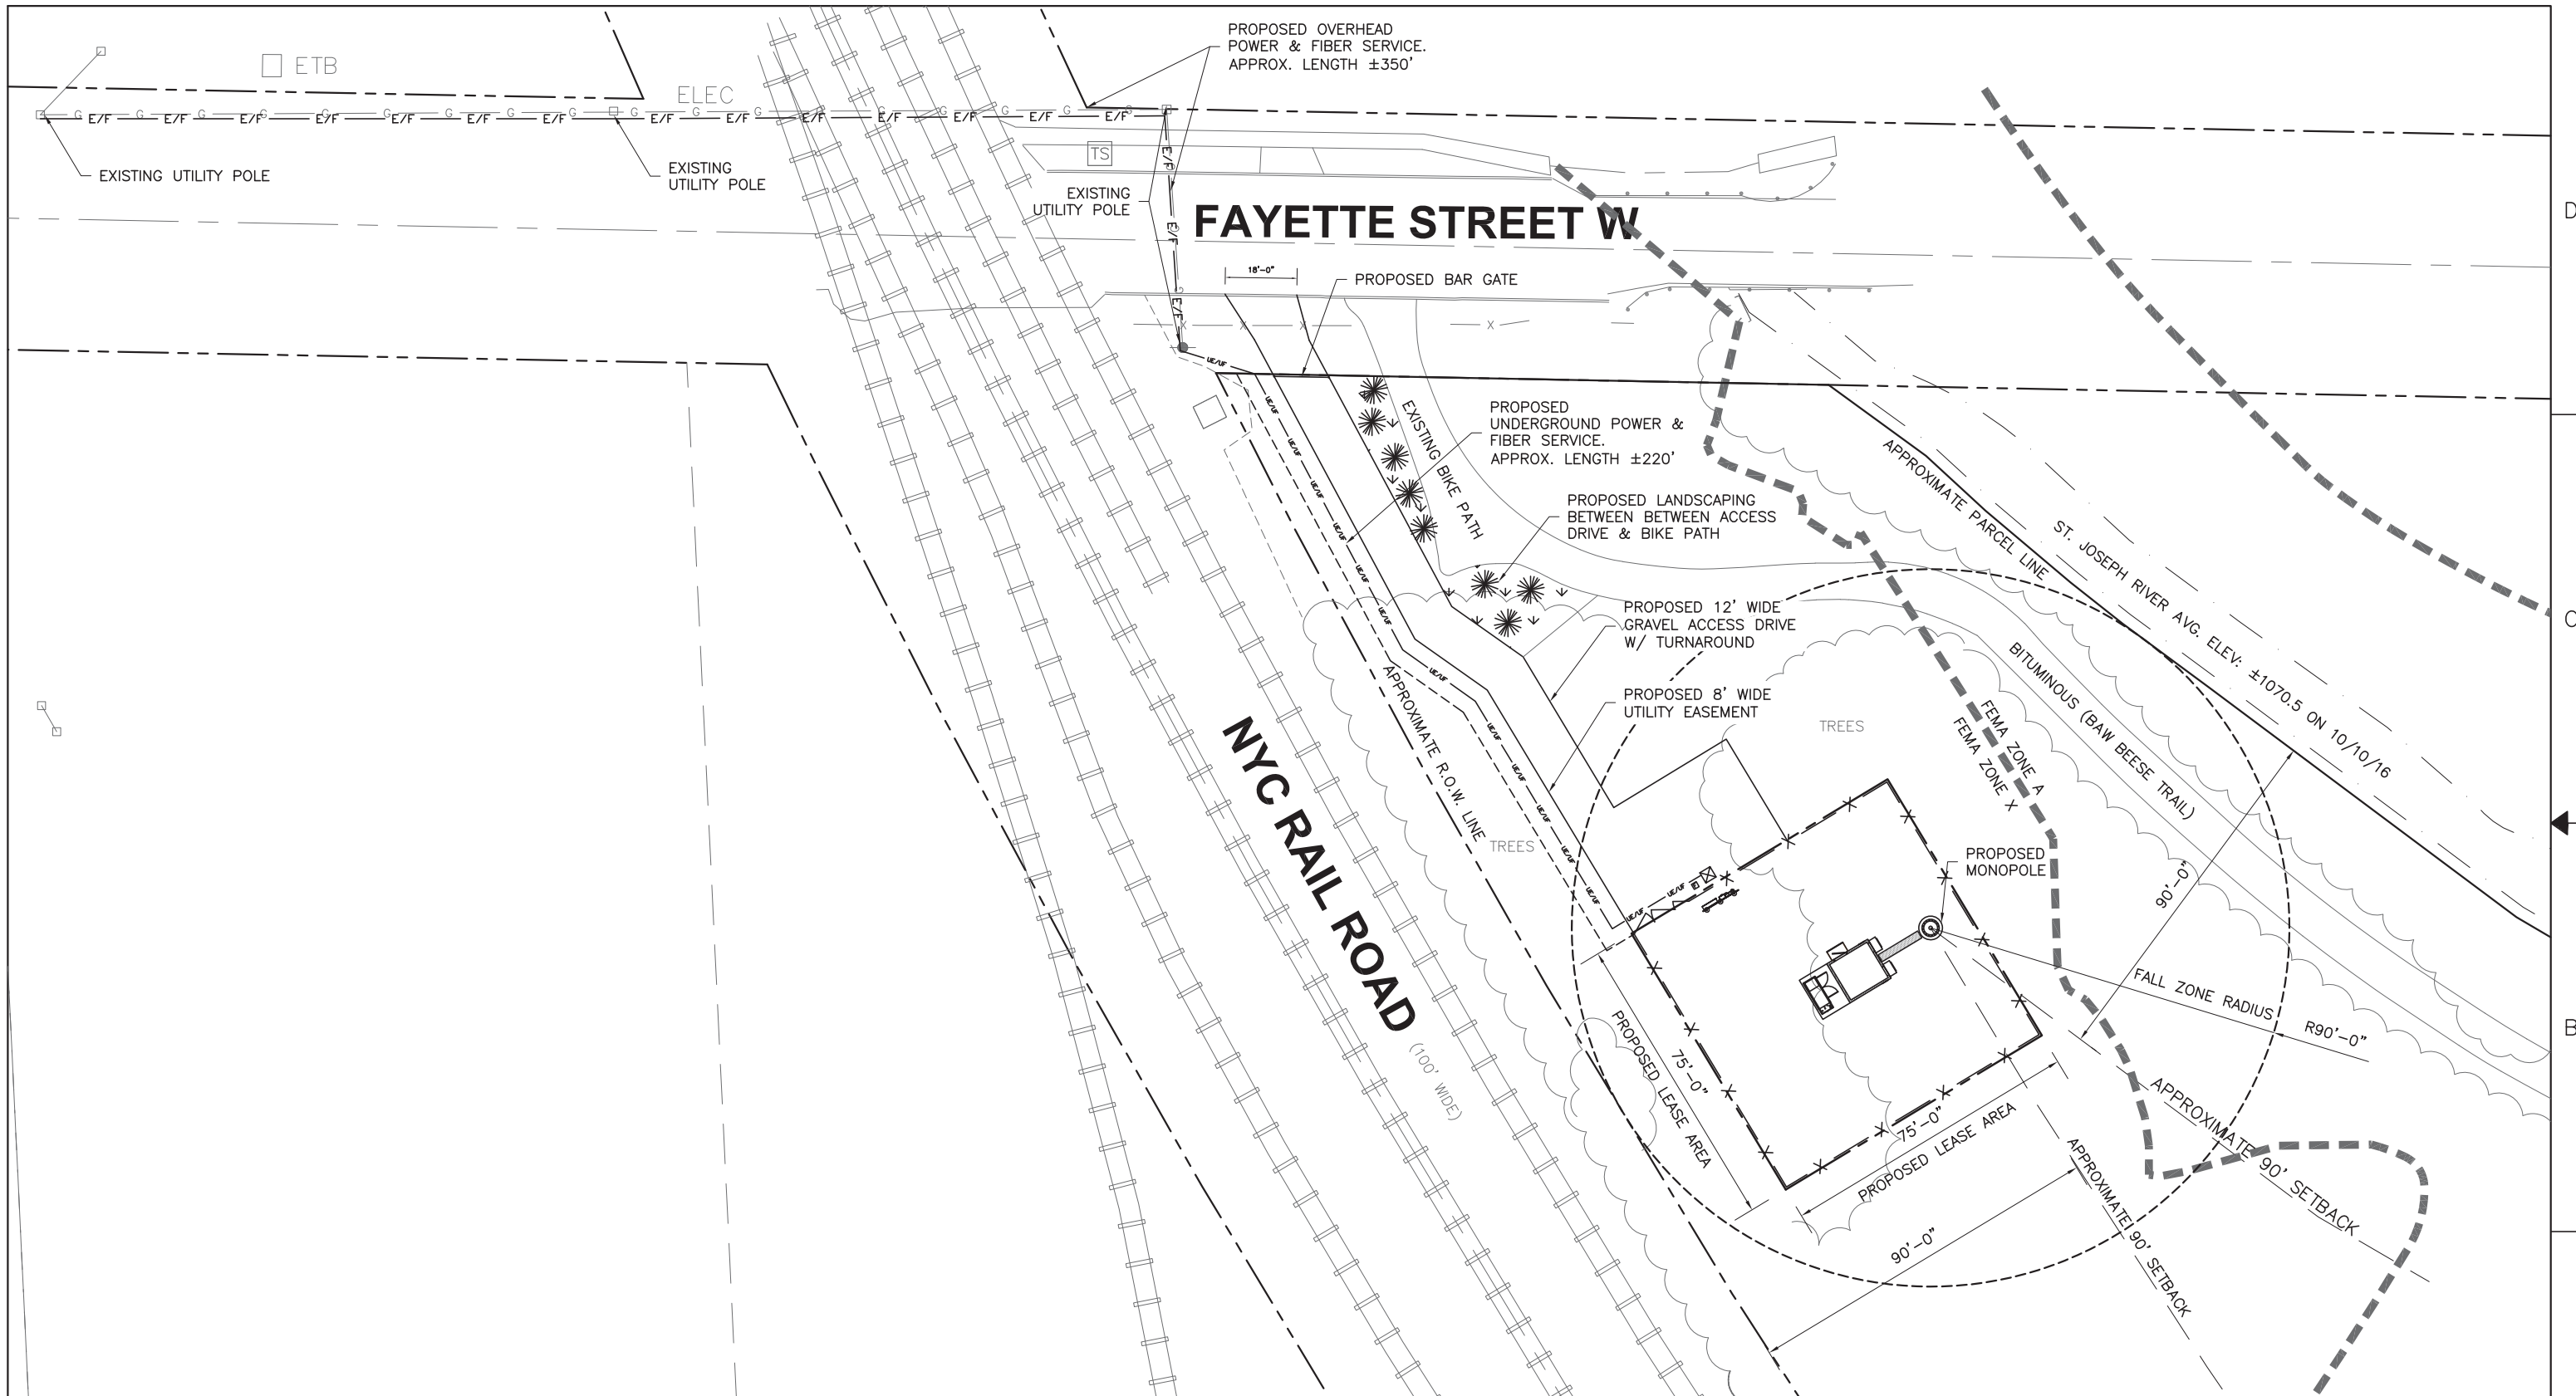 PROPOSED OVERHEAD
POWER & FIBER SERVICE.
APPROX. LENGTH ±350'
ETB
ELEC
G G G G G G G G G G G G G G G G G G
E/F E/F E/F E/F E/F E/F E/F E/F E/F E/F E/F E/F E/F E/F
EXISTING UTILITY POLE
EXISTING
UTILITY POLE
TS
EXISTING
UTILITY POLE
E/F
E/F
E/F
FAYETTE STREET W
D
18'-0"
PROPOSED BAR GATE
X X X X
UE/UF
PROPOSED
UNDERGROUND POWER &
FIBER SERVICE.
APPROX. LENGTH ±220'
EXISTING BIKE PATH
PROPOSED LANDSCAPING
BETWEEN BETWEEN ACCESS
DRIVE & BIKE PATH
APPROXIMATE PARCEL LINE
ST. JOSEPH RIVER AVG. ELEV: ±1070.5 ON 10/10/16
C
PROPOSED 12' WIDE
GRAVEL ACCESS DRIVE
W/ TURNAROUND
PROPOSED 8' WIDE
UTILITY EASEMENT
BITUMINOUS (BAW BEESE TRAIL)
TREES
FEMA ZONE A
FEMA ZONE X
APPROXIMATE R.O.W. LINE
TREES
NYC RAIL ROAD
(100' WIDE)
PROPOSED
MONOPOLE
90'-0"
FALL ZONE RADIUS
R90'-0"
B
PROPOSED LEASE AREA
75'-0"
75'-0"
PROPOSED LEASE AREA
APPROXIMATE 90' SETBACK
APPROXIMATE 90' SETBACK
90'-0"